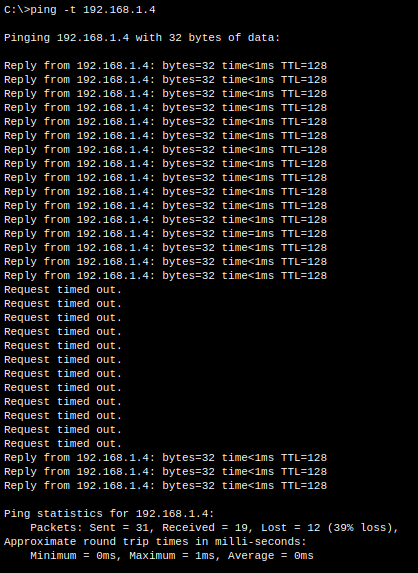 C:\>ping -t 192.168.1.4
Pinging 192.168.1.4 with 32 bytes of data:
Reply from 192.168.1.4: bytes=32 time<1ms TTL=128
Reply from 192.168.1.4: bytes=32 time<1ms TTL=128
Reply from 192.168.1.4: bytes=32 time<1ms TTL=128
Reply from 192.168.1.4: bytes=32 time<1ms TTL=128
Reply from 192.168.1.4: bytes=32 time<1ms TTL=128
Reply from 192.168.1.4: bytes=32 time<1ms TTL=128
Reply from 192.168.1.4: bytes=32 time<1ms TTL=128
Reply from 192.168.1.4: bytes=32 time<1ms TTL=128
Reply from 192.168.1.4: bytes=32 time<1ms TTL=128
Reply from 192.168.1.4: bytes=32 time<1ms TTL=128
Reply from 192.168.1.4: bytes=32 time<1ms TTL=128
Reply from 192.168.1.4: bytes=32 time<1ms TTL=128
Reply from 192.168.1.4: bytes=32 time=1ms TTL=128
Reply from 192.168.1.4: bytes=32 time<1ms TTL=128
Reply from 192.168.1.4: bytes=32 time<1ms TTL=128
Reply from 192.168.1.4: bytes=32 time<1ms TTL=128
Request timed out.
Request timed out.
Request timed out.
Request timed out.
Request timed out.
Request timed out.
Request timed out.
Request timed out.
Request timed out.
Request timed out.
Request timed out.
Request timed out.
Reply from 192.168.1.4: bytes=32 time<1ms TTL=128
Reply from 192.168.1.4: bytes=32 time<1ms TTL=128
Reply from 192.168.1.4: bytes=32 time<1ms TTL=128
Ping statistics for 192.168.1.4:
Packets: Sent = 31, Received = 19, Lost = 12 (39% loss),
Approximate round trip times in milli-seconds:
Minimum = 0ms, Maximum = 1ms, Average = 0ms